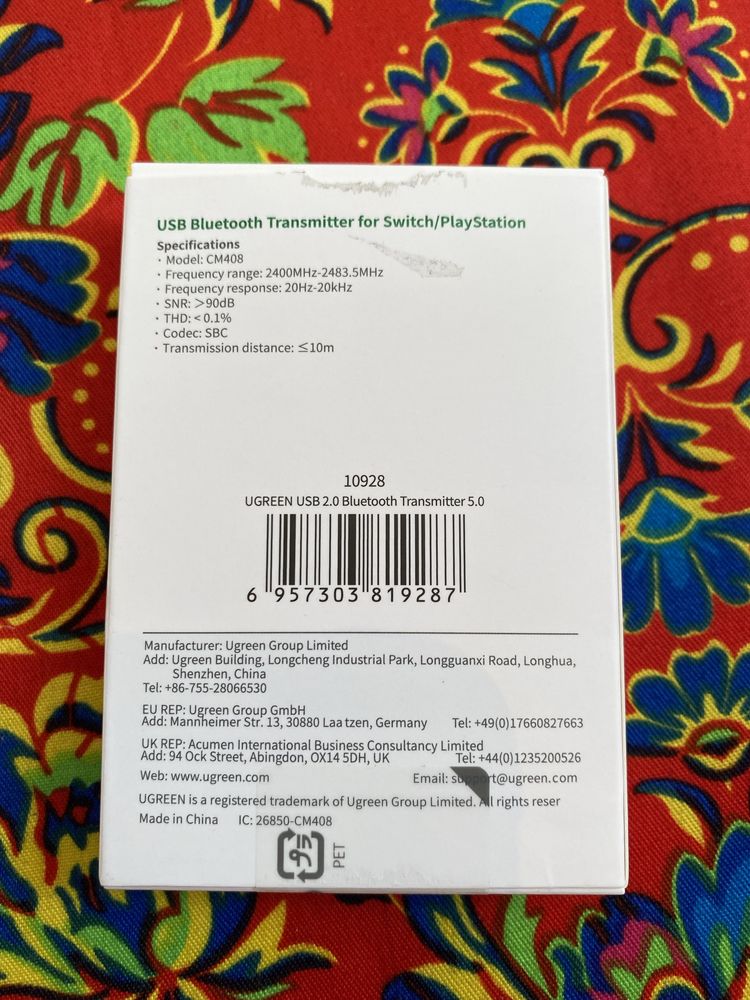 USB Bluetooth Transmitter for Switch/PlayStation
Specifications
· Model: CM408
· Frequency range: 2400MHz-2483.5MHz
· Frequency response: 20Hz-20kHz
· SNR: >90dB
· THD: <0.1%
· Codec: SBC
· Transmission distance: ≤10m
10928
UGREEN USB 2.0 Bluetooth Transmitter 5.0
6 957303 819287
Manufacturer: Ugreen Group Limited
Add: Ugreen Building, Longcheng Industrial Park, Longguanxi Road, Longhua,
Shenzhen, China
Tel: +86-755-28066530
EU REP: Ugreen Group GmbH
Add: Mannheimer Str. 13, 30880 Laatzen, Germany Tel: +49(0)17660827663
UK REP: Acumen International Business Consultancy Limited
Add: 94 Ock Street, Abingdon, OX14 5DH, UK Tel: +44(0)1235200526
Web: www.ugreen.com Email: support@ugreen.com
UGREEN is a registered trademark of Ugreen Group Limited. All rights reser
Made in China IC: 26850-CM408
PET